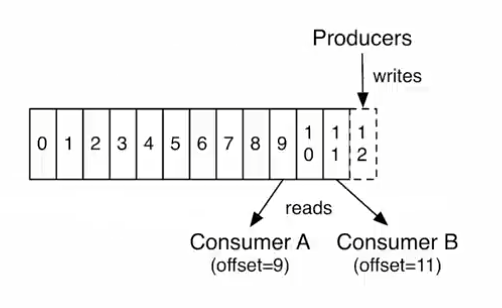 Producers
writes
0 1 2 3 4 5 6 7 8 9 10 11 12
reads
Consumer A
(offset=9)
Consumer B
(offset=11)